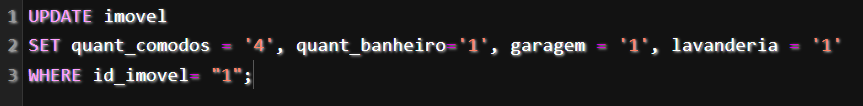 1 UPDATE imovel
2 SET quant_comodos = '4', quant_banheiro='1', garagem = '1', lavanderia = '1'
3 WHERE id_imovel= "1";